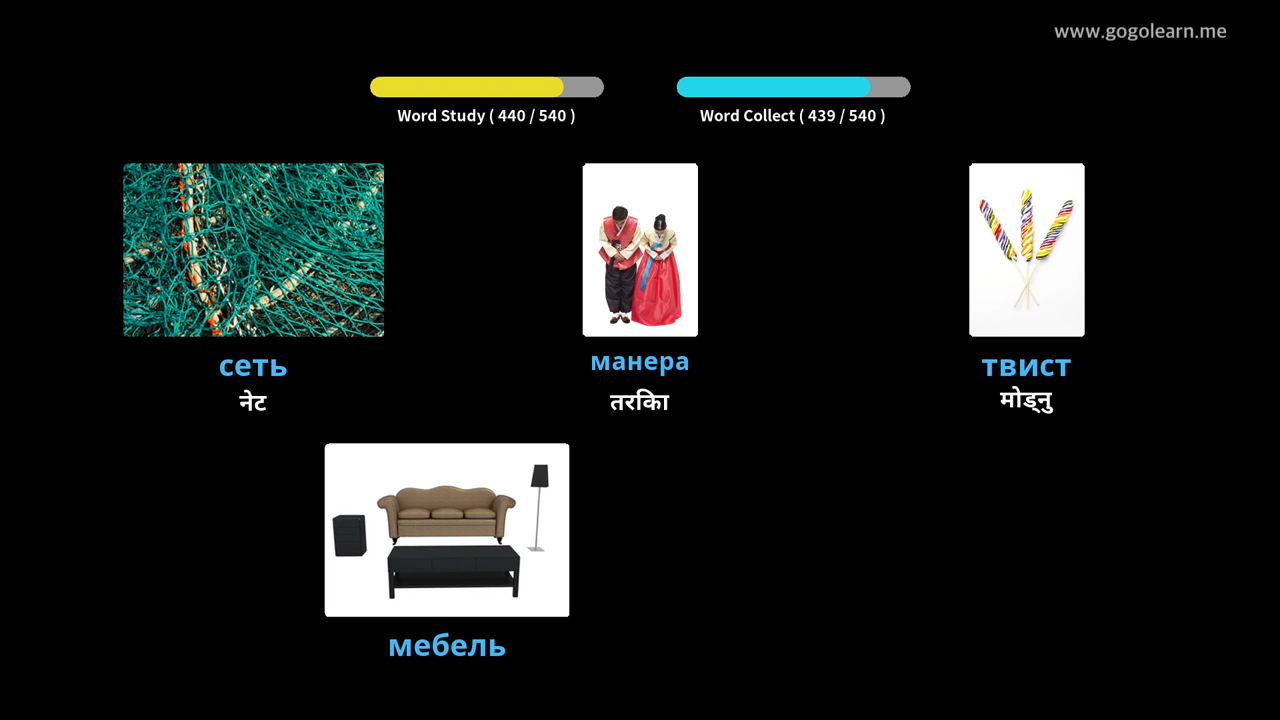 www.gogolearn.me
Word Study ( 440 / 540 )
Word Collect ( 439 / 540 )
сеть
манера
твист
नेट
तरिका
मोड्नु
мебель